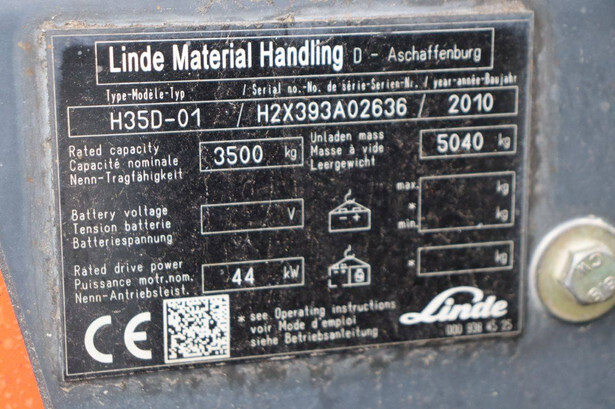 Linde Material Handling D - Aschaffenburg
Type-Modèle-Typ / Serial no.-No. de série-Serien-Nr. / year-année-Baujahr
H35D-01 / H2X393A02636 / 2010
Rated capacity
Capacité nominale
Nenn-Tragfähigkeit
3500 kg
Unladen mass
Masse à vide
Leergewicht
5040 kg
Battery voltage
Tension batterie
Batteriespannung
V
max. kg
*
min. kg
Rated drive power
Puissance motr.nom.
Nenn-Antriebsleist.
44 kW
* kg
CE
* see Operating instructions
voir Mode d'emploi
siehe Betriebsanleitung
Linde
000 938 45 25